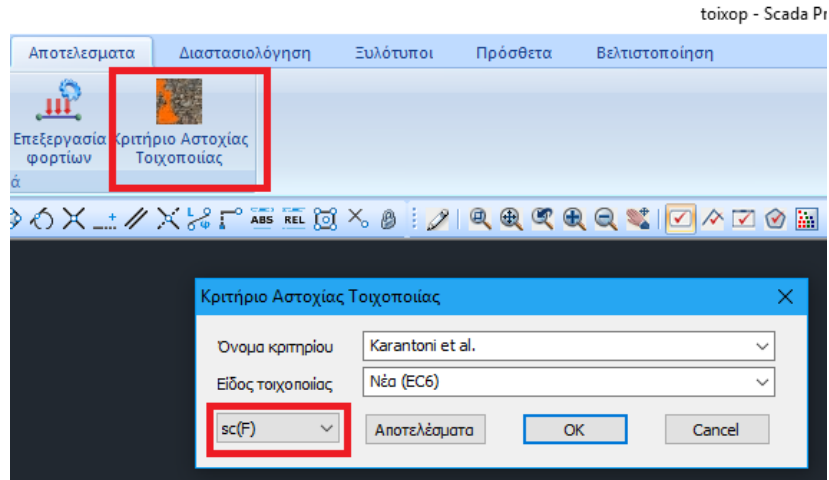 toixop - Scada Pr
Αποτελεσματα Διαστασιολόγηση Ξυλότυποι Πρόσθετα Βελτιστοποίηση
Επεξεργασία φορτίων
Κριτήριο Αστοχίας Τοιχοποιίας
ά
ABS REL
Κριτήριο Αστοχίας Τοιχοποιίας
Όνομα κριτηρίου Karantoni et al.
Είδος τοιχοποιίας Νέα (EC6)
sc(F) Αποτελέσματα OK Cancel